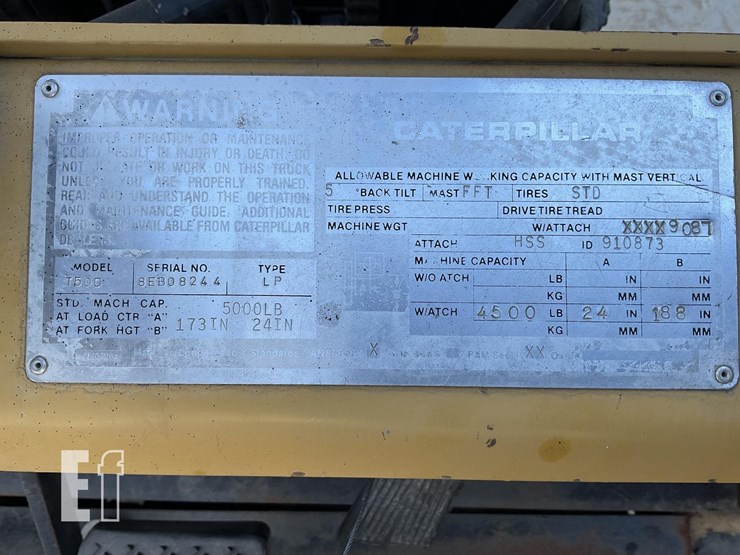 WARNING
IMPROPER OPERATION OR MAINTENANCE
COULD RESULT IN INJURY OR DEATH. DO
NOT OPERATE OR WORK ON THIS TRUCK
UNLESS YOU ARE PROPERLY TRAINED.
READ AND UNDERSTAND THE OPERATION
AND MAINTENANCE GUIDE. ADDITIONAL
GUIDES ARE AVAILABLE FROM CATERPILLAR
DEALERS
MODEL SERIAL NO. TYPE
8EB08244 LP
STD. MACH CAP. 5000LB
AT LOAD CTR "A"
AT FORK HGT "B" 173IN 24IN
CATERPILLAR
ALLOWABLE MACHINE WORKING CAPACITY WITH MAST VERTICAL
5 °BACK TILT MAST FFT TIRES STD
TIRE PRESS DRIVE TIRE TREAD
MACHINE WGT W/ATTACH XXXX9087
ATTACH HSS ID 910873
MACHINE CAPACITY A B
W/O ATCH LB IN IN
KG MM MM
W/ATCH 4500 LB 24 IN 188 IN
KG MM MM
X XX
Ef